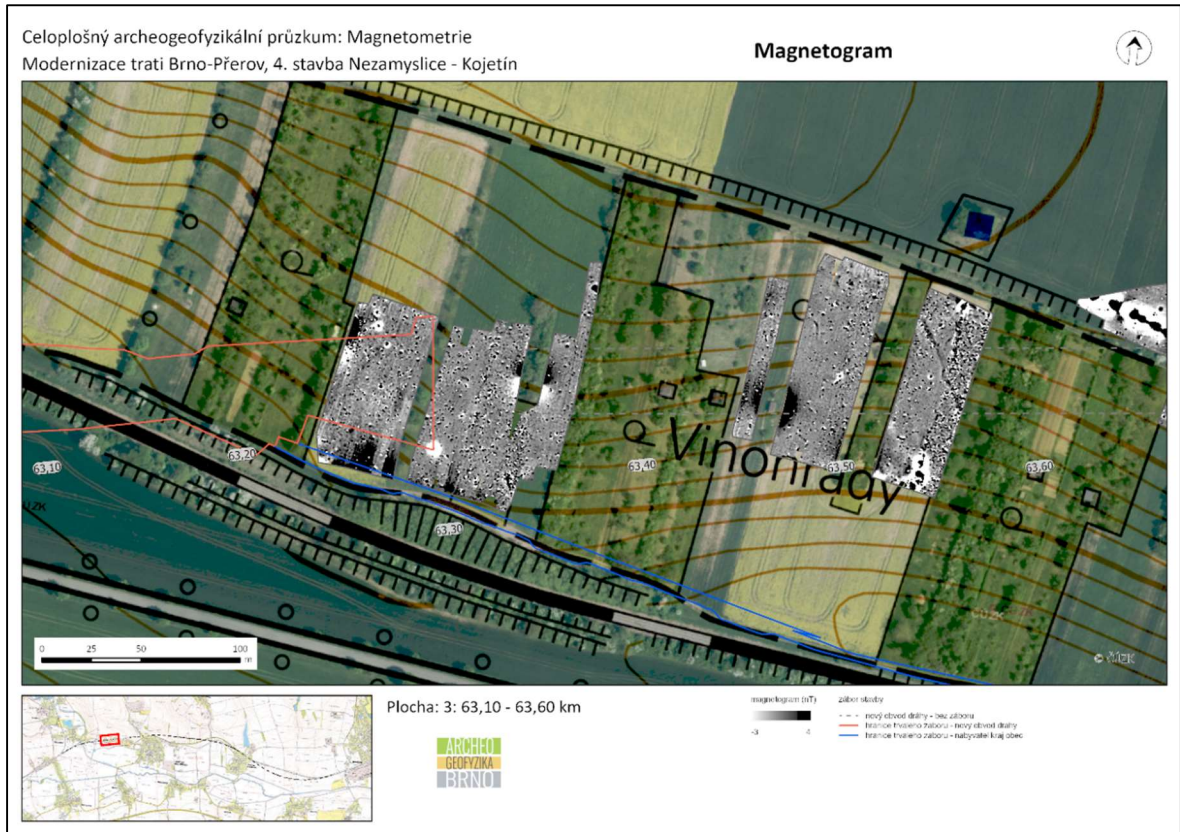 Celoplošný archeogeofyzikální průzkum: Magnetometrie
Modernizace trati Brno-Přerov, 4. stavba Nezamyslice - Kojetín
Magnetogram
63,10
63,20
63,30
63,40
63,50
63,60
Vinohrady
ÚZK
© ČÚZK
0 25 50 100
m
Plocha: 3: 63,10 - 63,60 km
ARCHEO
GEOFYZIKA
BRNO
magnetogram (nT)
-3
zábor stavby
nový obvod dráhy - bez záboru
hranice trvalého záboru - nový obvod dráhy
hranice trvalého záboru - nabyvatel kraj obec